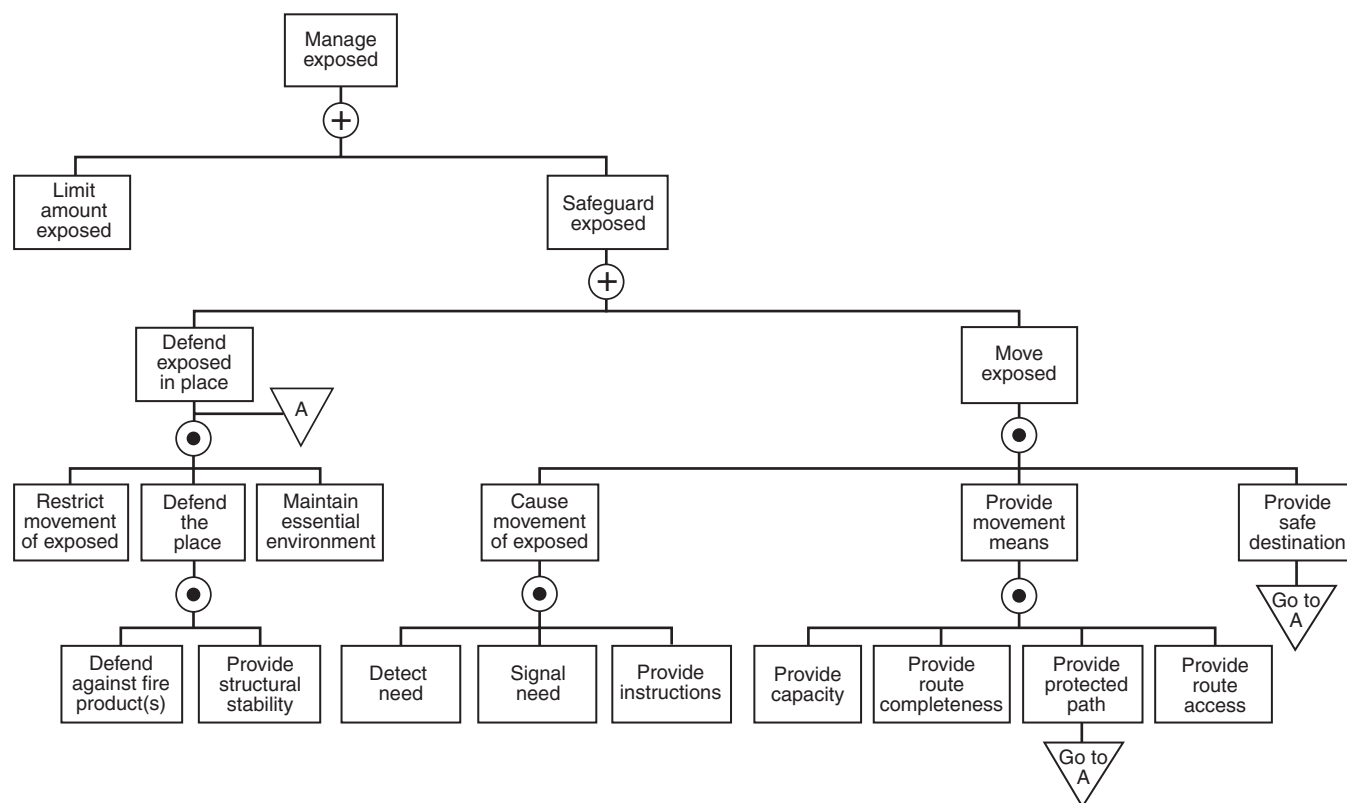 Manage
exposed
+
Limit
amount
exposed
Safeguard
exposed
+
Defend
exposed
in place
A
Move
exposed
Restrict
movement
of exposed
Defend
the
place
Maintain
essential
environment
Cause
movement
of exposed
Provide
movement
means
Provide
safe
destination
Go to
A
Defend
against fire
product(s)
Provide
structural
stability
Detect
need
Signal
need
Provide
instructions
Provide
capacity
Provide
route
completeness
Provide
protected
path
Provide
route
access
Go to
A